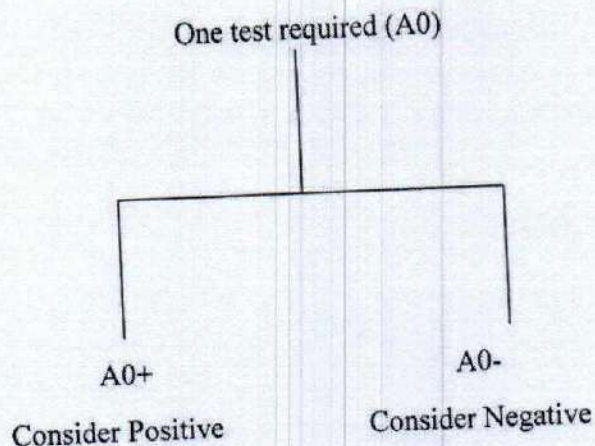 One test required (A0)
A0+
A0-
Consider Positive
Consider Negative